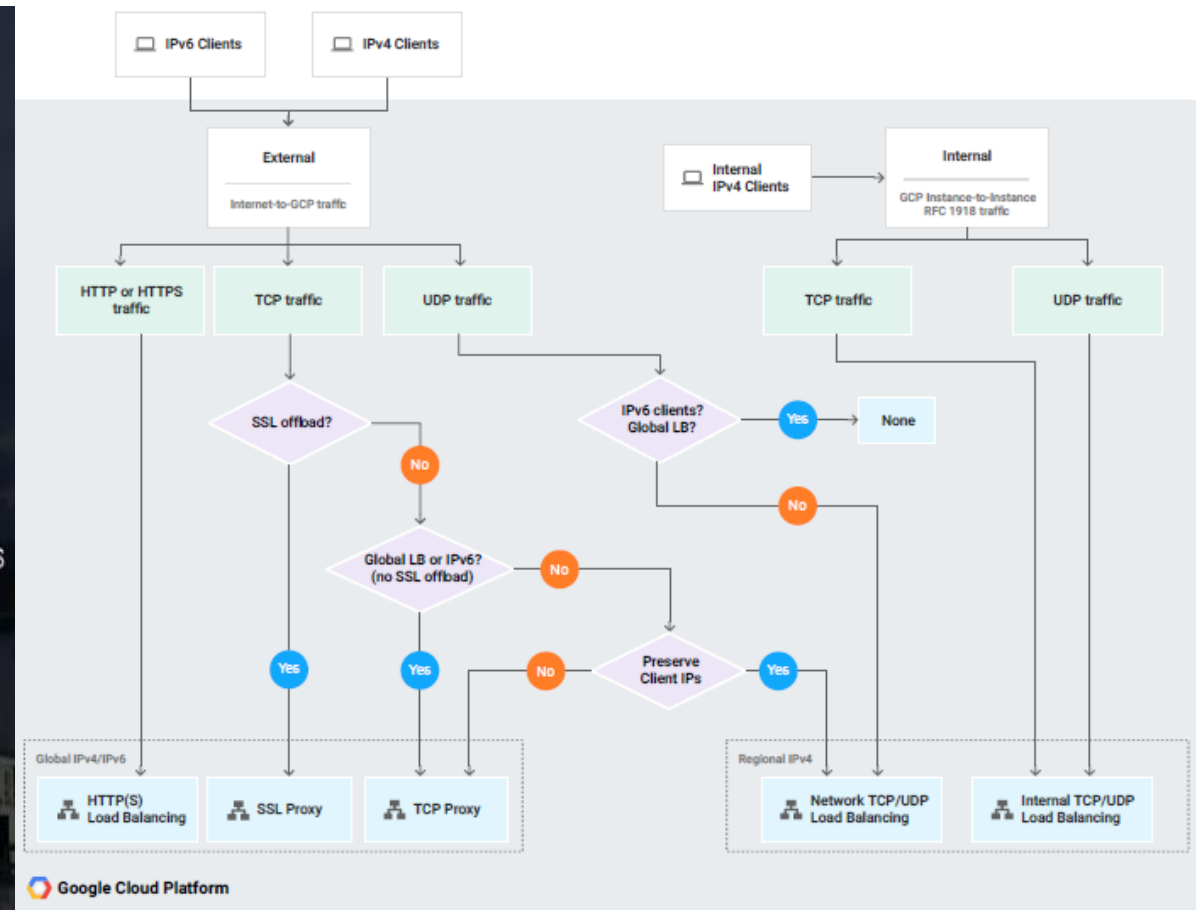 IPv6 Clients
IPv4 Clients
External
Internet-to-GCP traffic
Internal
IPv4 Clients
Internal
GCP Instance-to-Instance
RFC 1918 traffic
HTTP or HTTPS
traffic
TCP traffic
UDP traffic
TCP traffic
UDP traffic
SSL offload?
IPv6 clients?
Global LB?
Yes
None
No
No
Global LB or IPv6?
(no SSL offload)
No
Yes
Yes
No
Preserve
Client IPs
Yes
Global IPv4/IPv6
HTTP(S)
Load Balancing
SSL Proxy
TCP Proxy
Regional IPv4
Network TCP/UDP
Load Balancing
Internal TCP/UDP
Load Balancing
Google Cloud Platform